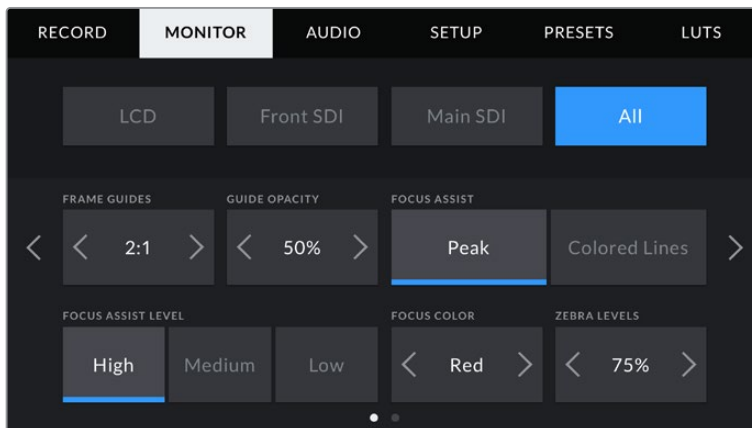 RECORD MONITOR AUDIO SETUP PRESETS LUTS
LCD Front SDI Main SDI All
FRAME GUIDES GUIDE OPACITY FOCUS ASSIST
2:1 50% Peak Colored Lines
FOCUS ASSIST LEVEL FOCUS COLOR ZEBRA LEVELS
High Medium Low Red 75%